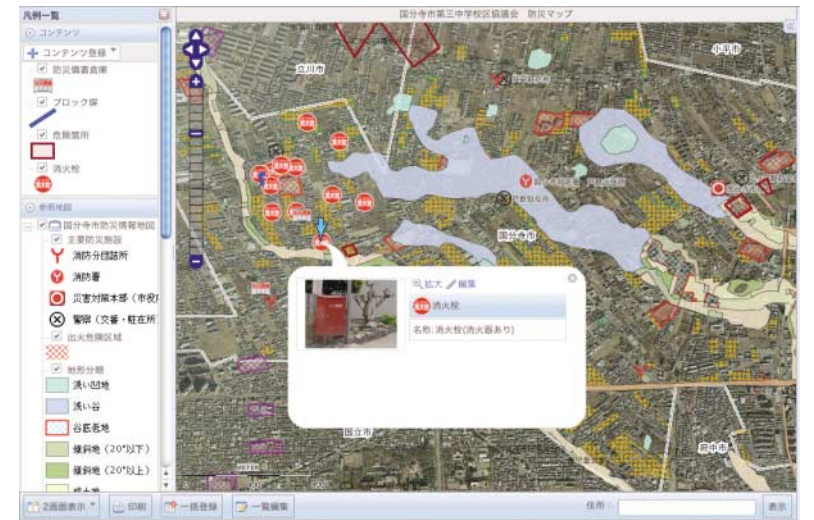 凡例一覧
国分寺市第三中学校区協議会 防災マップ
コンテンツ
コンテンツ登録
防災備蓄倉庫
ブロック塀
危険箇所
消火栓
参照地図
国分寺市防災情報地図
主要防災施設
消防分団詰所
消防署
災害対策本部（市役
警察（交番・駐在所
出火危険区域
地形分類
浅い凹地
浅い谷
谷底低地
傾斜地（20°以下）
傾斜地（20°以上）
立川市
小平市
国分寺市
国立市
府中市
拡大 編集
消火栓
名称: 消火栓(消火器あり)
2画面表示 印刷 一括登録 一覧編集 住所: 表示